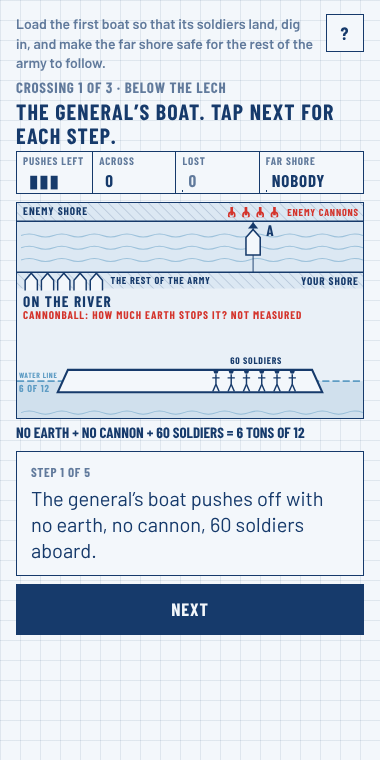 Load the first boat so that its soldiers land, dig
in, and make the far shore safe for the rest of the
army to follow.
?
CROSSING 1 OF 3 · BELOW THE LECH
THE GENERAL'S BOAT. TAP NEXT FOR
EACH STEP.
PUSHES LEFT
ACROSS
0
LOST
0
FAR SHORE
NOBODY
ENEMY SHORE
ENEMY CANNONS
A
THE REST OF THE ARMY
YOUR SHORE
ON THE RIVER
CANNONBALL: HOW MUCH EARTH STOPS IT? NOT MEASURED
60 SOLDIERS
WATER LINE
6 OF 12
NO EARTH + NO CANNON + 60 SOLDIERS = 6 TONS OF 12
STEP 1 OF 5
The general's boat pushes off with
no earth, no cannon, 60 soldiers
aboard.
NEXT